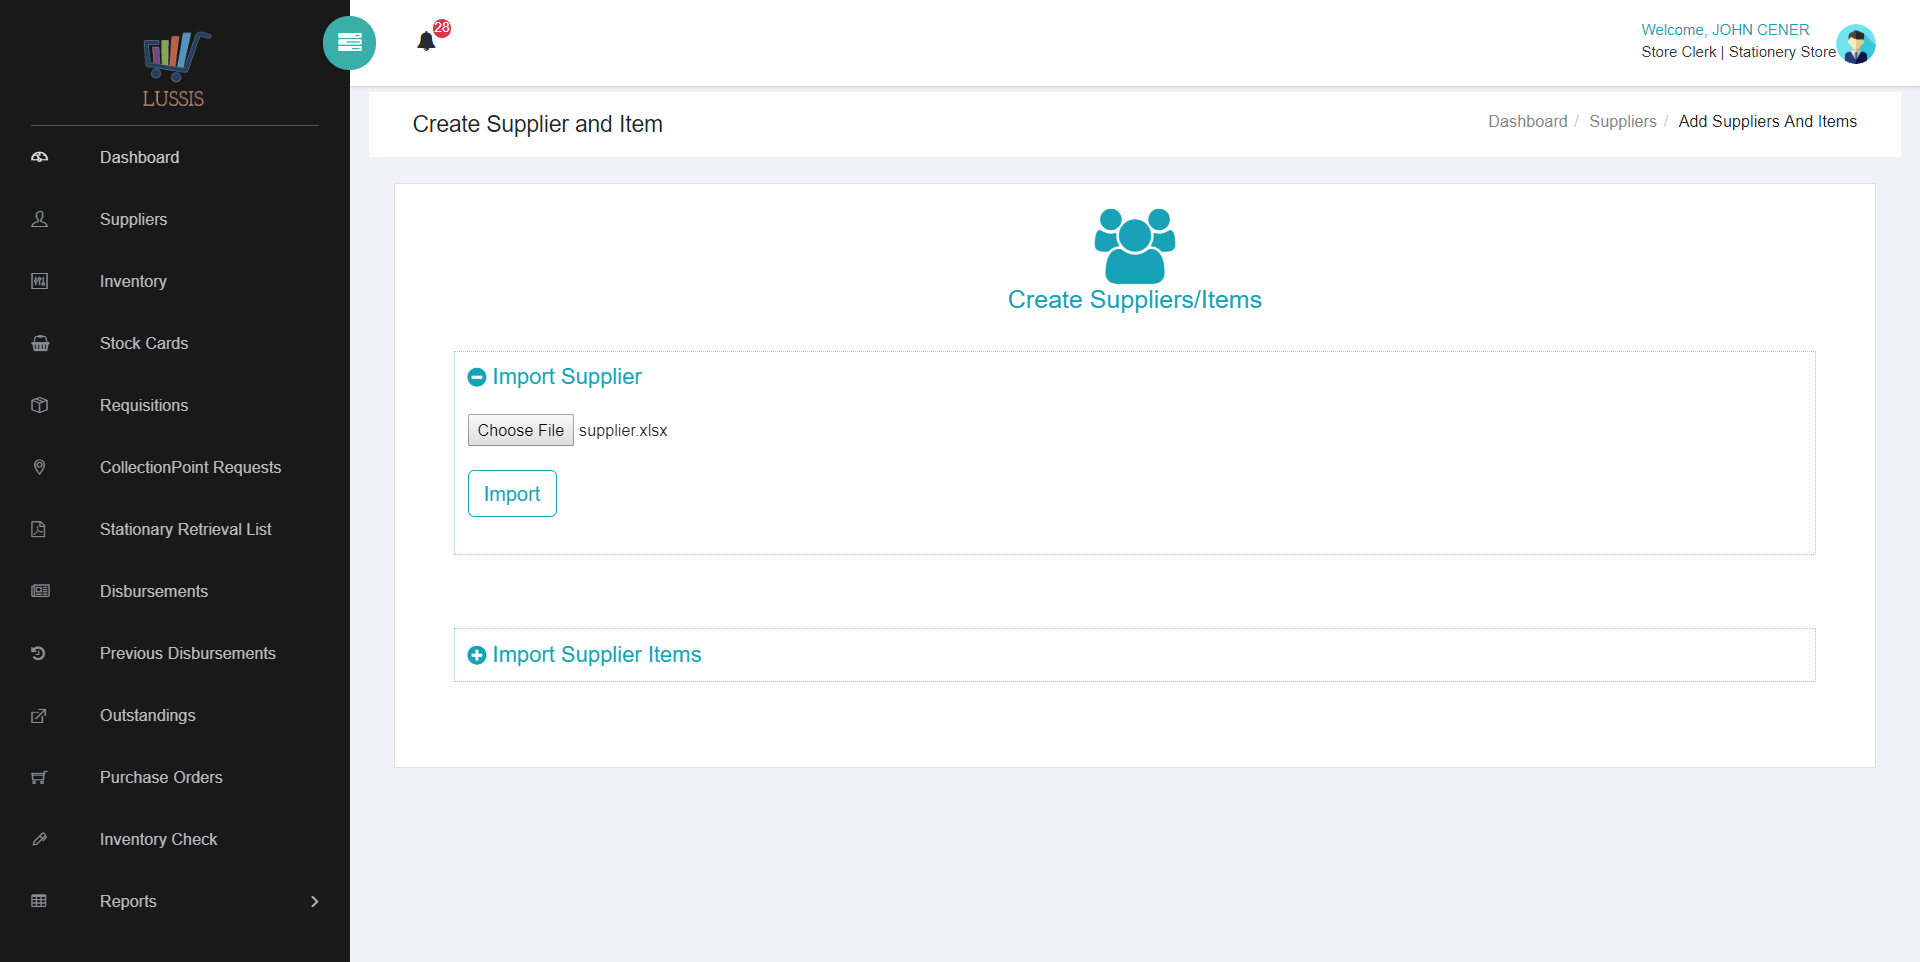 LUSSIS
Dashboard
Suppliers
Inventory
Stock Cards
Requisitions
CollectionPoint Requests
Stationary Retrieval List
Disbursements
Previous Disbursements
Outstandings
Purchase Orders
Inventory Check
Reports
28
Welcome, JOHN CENER
Store Clerk | Stationery Store
Create Supplier and Item
Dashboard / Suppliers / Add Suppliers And Items
Create Suppliers/Items
Import Supplier
Choose File supplier.xlsx
Import
Import Supplier Items